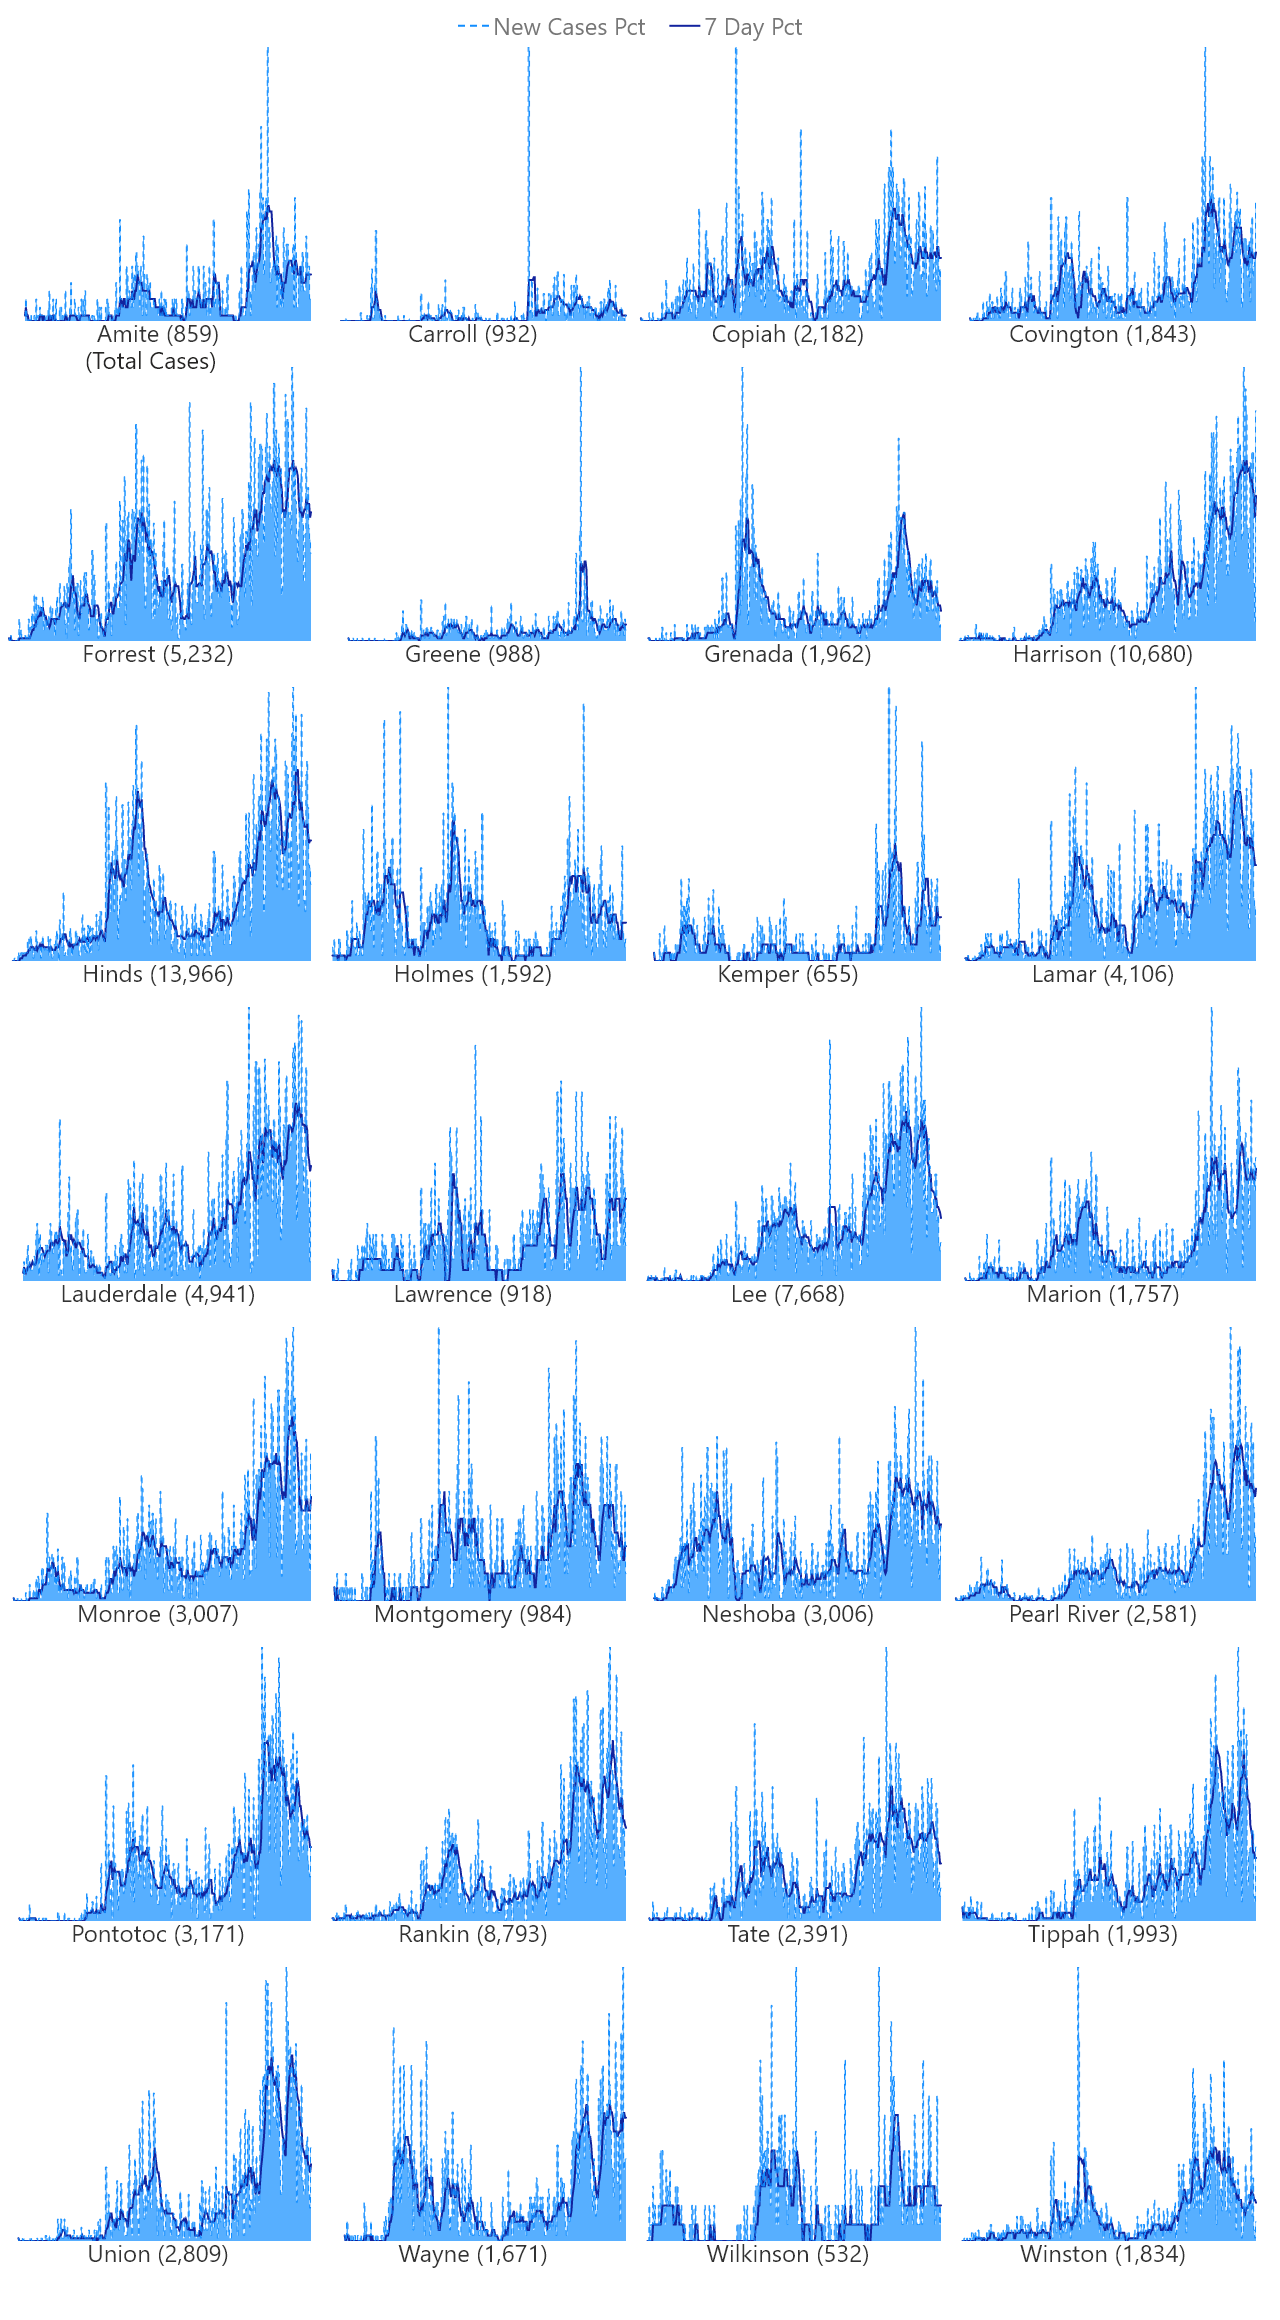 New Cases Pct 7 Day Pct
Amite (859) Carroll (932) Copiah (2,182) Covington (1,843)
(Total Cases)
Forrest (5,232) Greene (988) Grenada (1,962) Harrison (10,680)
Hinds (13,966) Holmes (1,592) Kemper (655) Lamar (4,106)
Lauderdale (4,941) Lawrence (918) Lee (7,668) Marion (1,757)
Monroe (3,007) Montgomery (984) Neshoba (3,006) Pearl River (2,581)
Pontotoc (3,171) Rankin (8,793) Tate (2,391) Tippah (1,993)
Union (2,809) Wayne (1,671) Wilkinson (532) Winston (1,834)